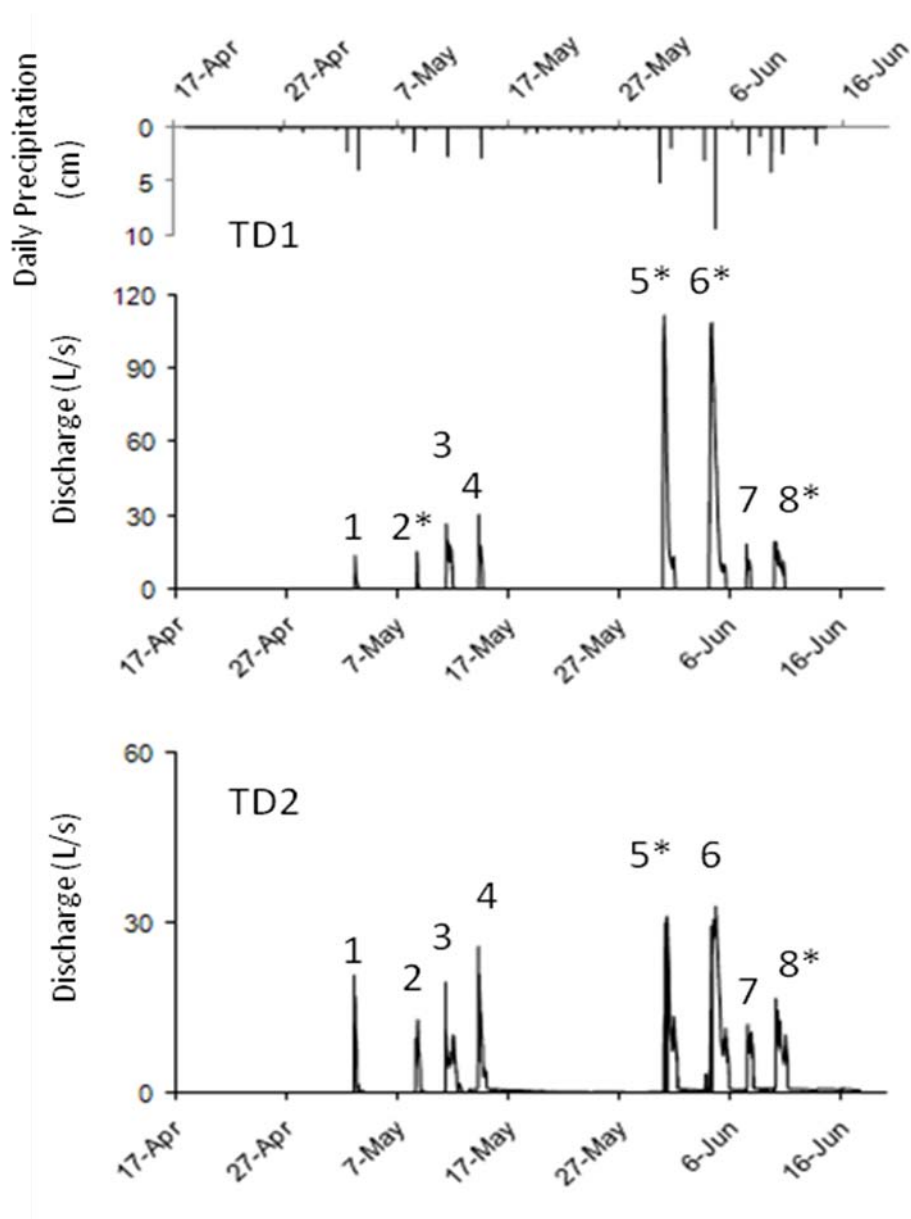 17-Apr 27-Apr 7-May 17-May 27-May 6-Jun 16-Jun
Daily Precipitation
(cm)
0
5
10
TD1
Discharge (L/s)
120
90
60
30
0
1 2* 3 4 5* 6* 7 8*
17-Apr 27-Apr 7-May 17-May 27-May 6-Jun 16-Jun
TD2
Discharge (L/s)
60
30
0
1 2 3 4 5* 6 7 8*
17-Apr 27-Apr 7-May 17-May 27-May 6-Jun 16-Jun